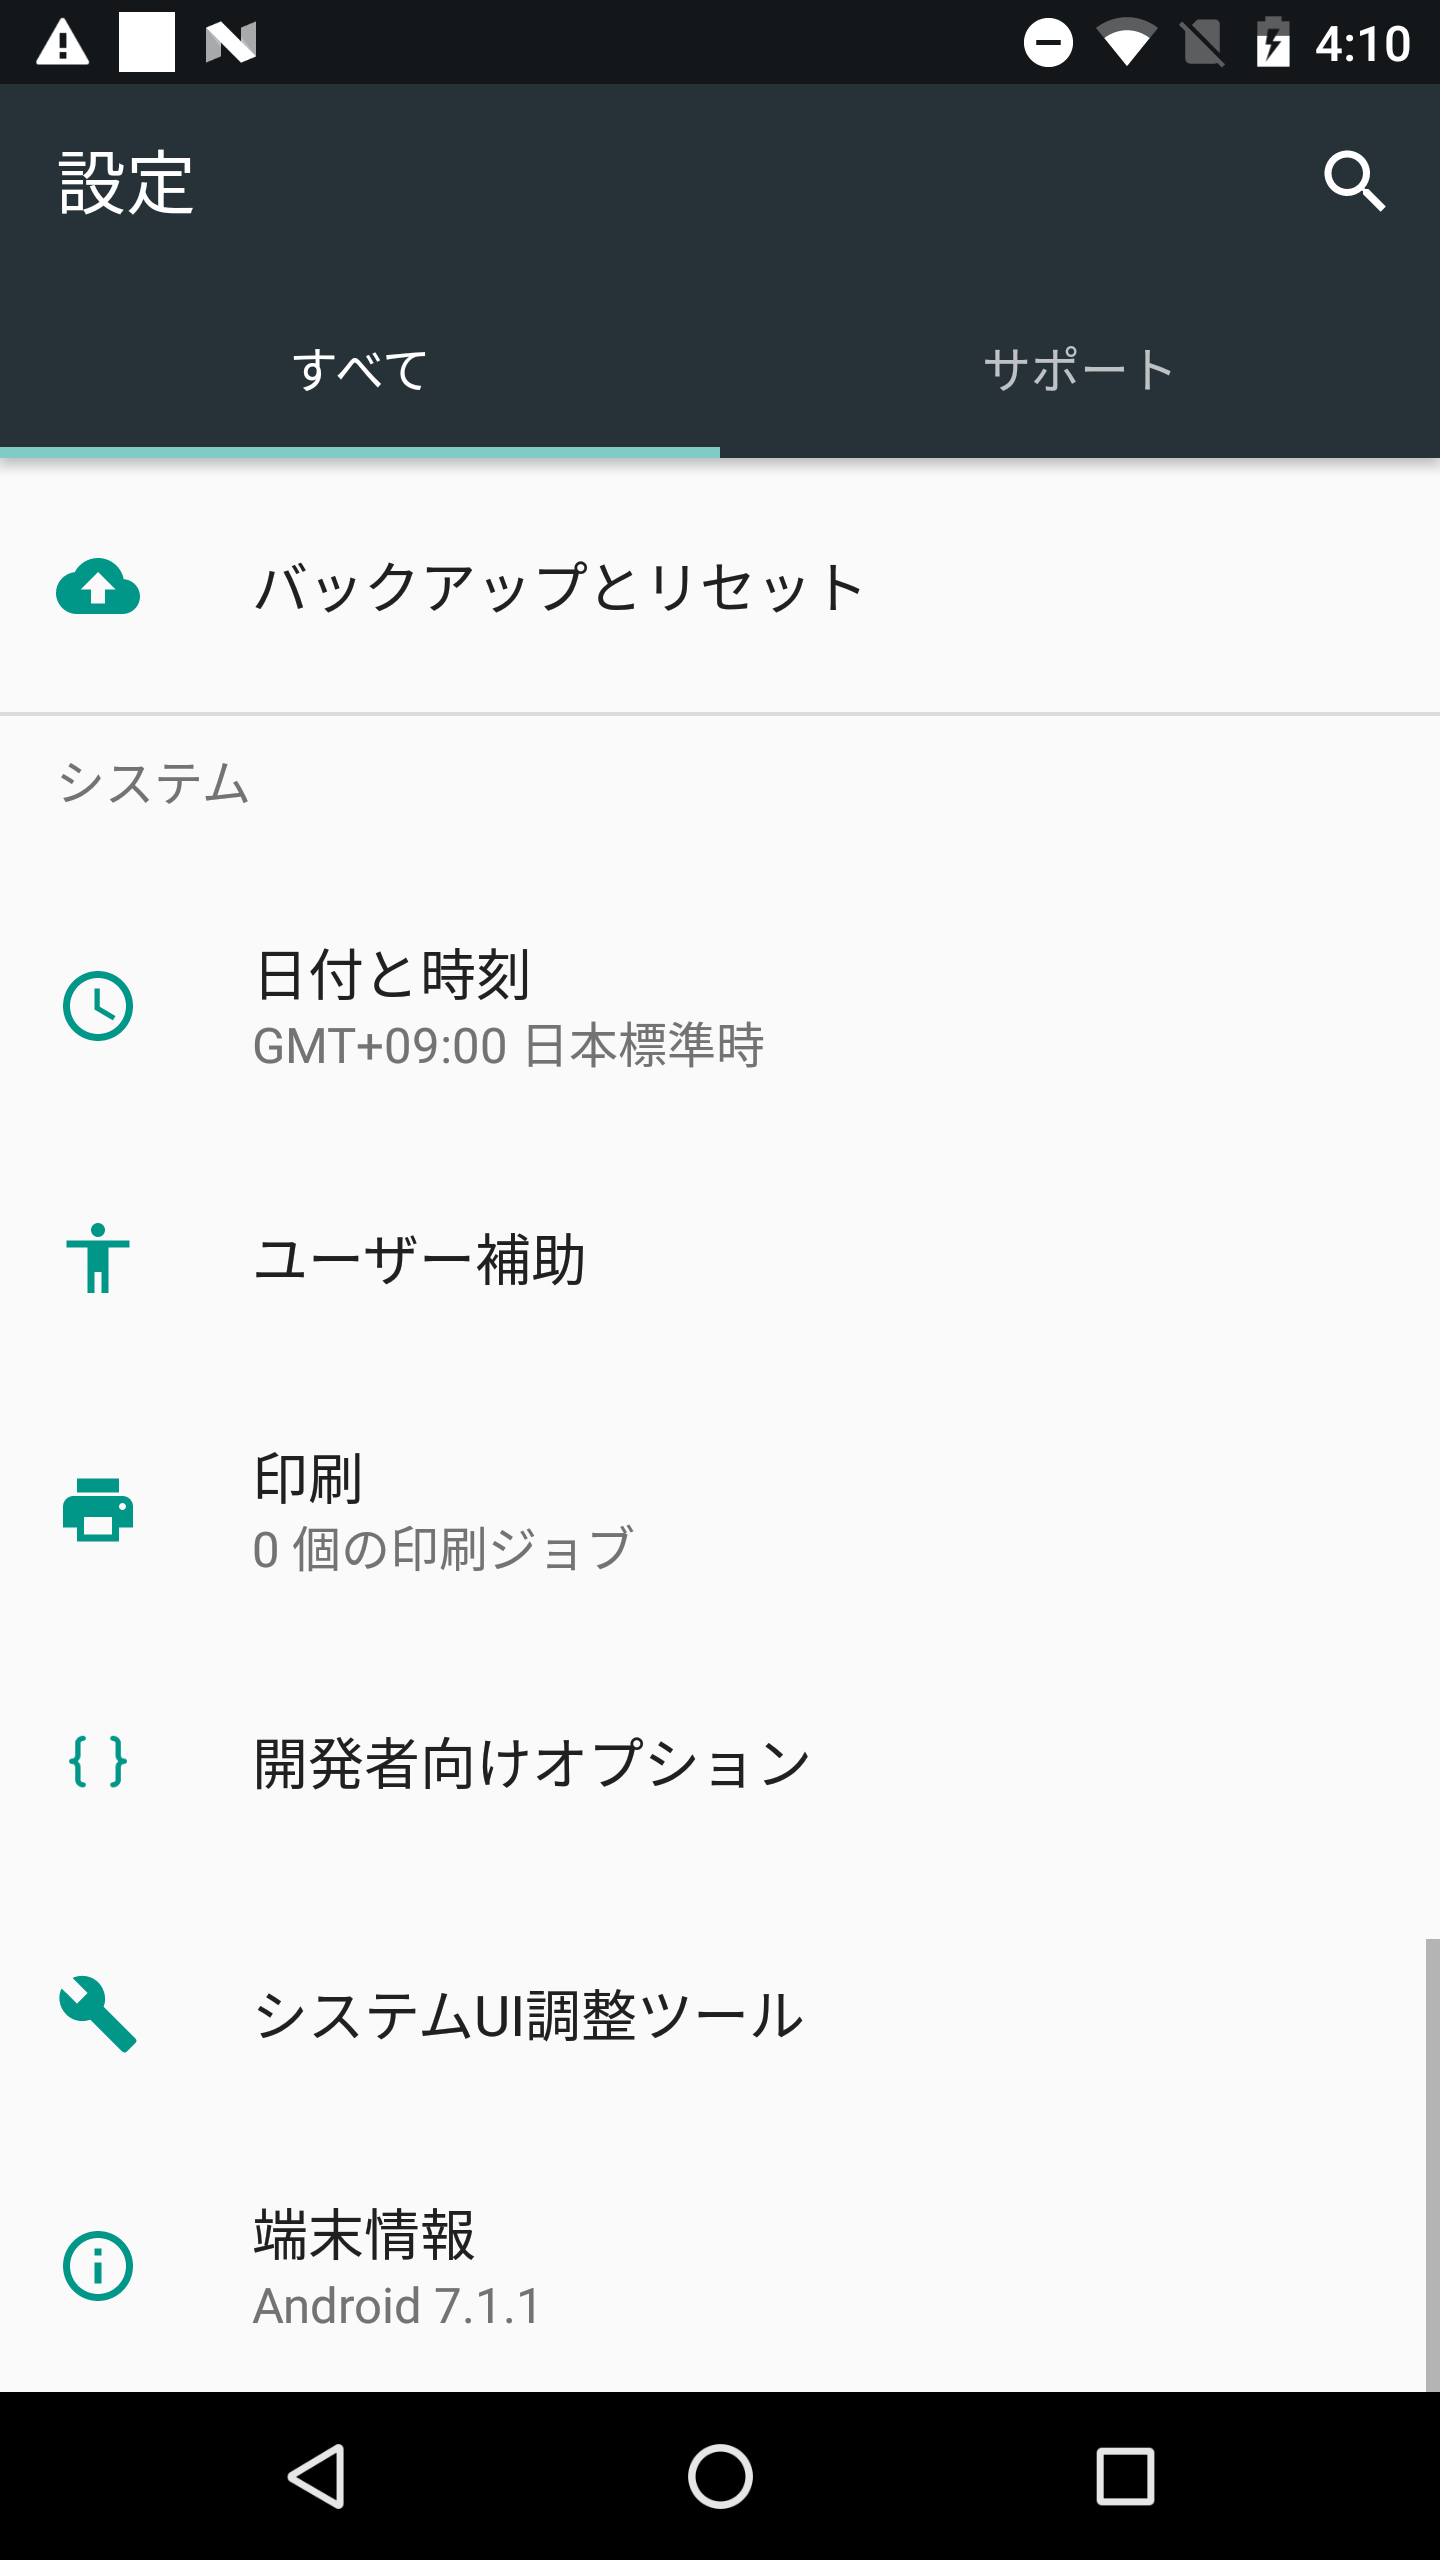 4:10
設定
すべて
サポート
バックアップとリセット
システム
日付と時刻
GMT+09:00 日本標準時
ユーザー補助
印刷
0 個の印刷ジョブ
開発者向けオプション
システムUI調整ツール
端末情報
Android 7.1.1